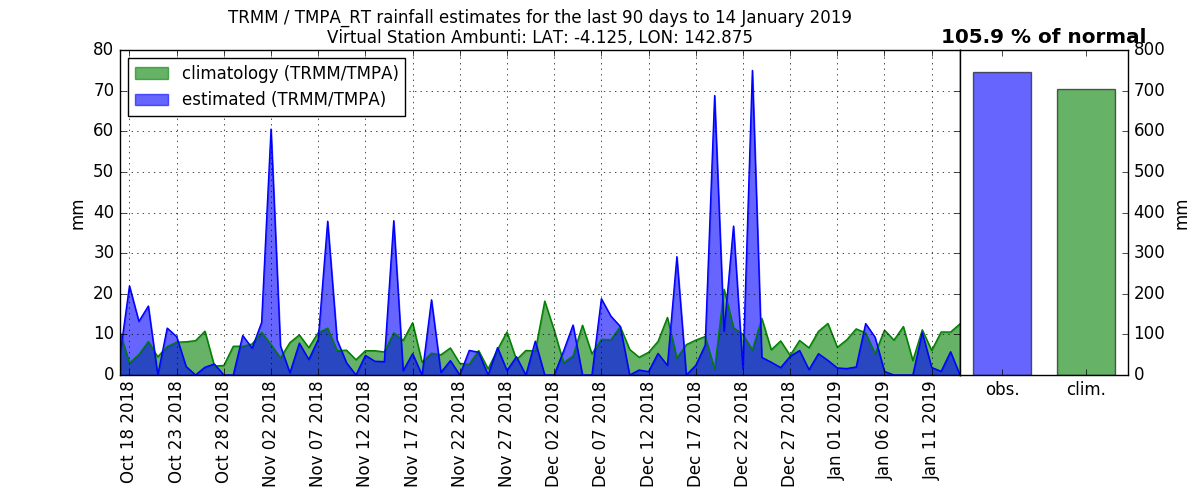 TRMM / TMPA_RT rainfall estimates for the last 90 days to 14 January 2019
Virtual Station Ambunti: LAT: -4.125, LON: 142.875
105.9 % of normal
climatology (TRMM/TMPA)
estimated (TRMM/TMPA)
mm
80
70
60
50
40
30
20
10
0
Oct 18 2018
Oct 23 2018
Oct 28 2018
Nov 02 2018
Nov 07 2018
Nov 12 2018
Nov 17 2018
Nov 22 2018
Nov 27 2018
Dec 02 2018
Dec 07 2018
Dec 12 2018
Dec 17 2018
Dec 22 2018
Dec 27 2018
Jan 01 2019
Jan 06 2019
Jan 11 2019
800
700
600
500
400
300
200
100
0
mm
obs.
clim.